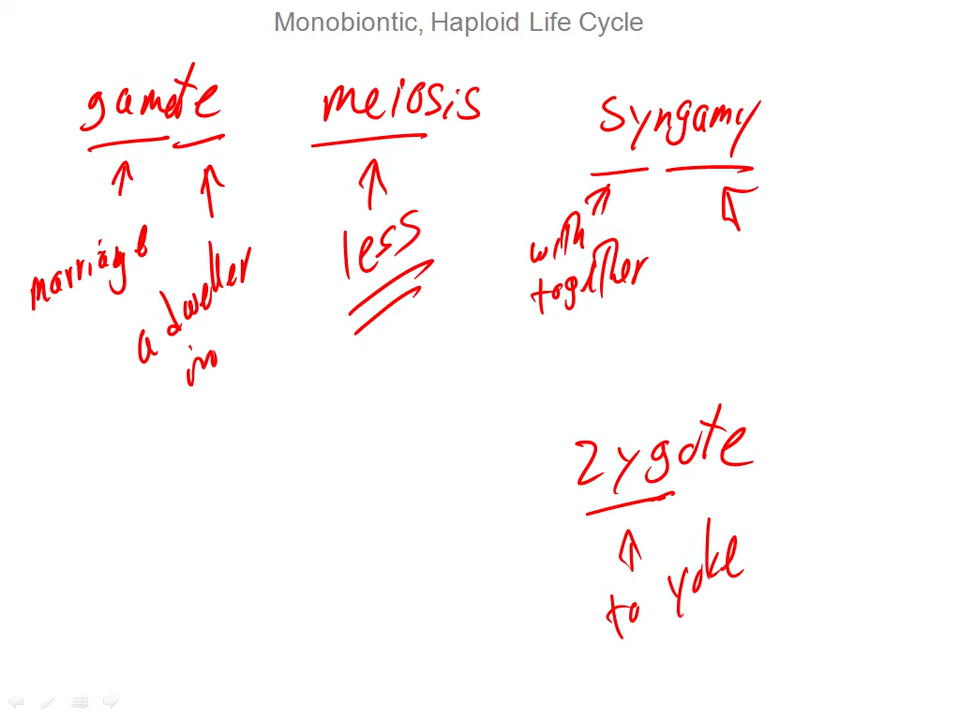 Monobiontic, Haploid Life Cycle
gamete
meiosis
syngamy
marriage
a dweller
in
less
with
together
zygote
to yoke